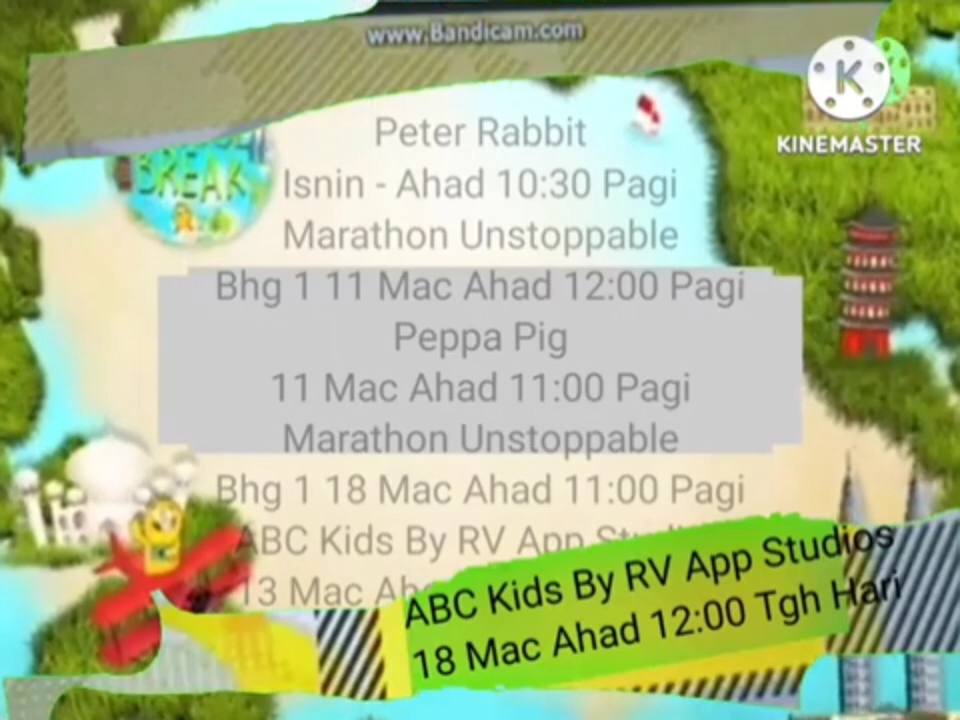 www.Bandicam.com
K
KINEMASTER
BREAK
Peter Rabbit
Isnin - Ahad 10:30 Pagi
Marathon Unstoppable
Bhg 1 11 Mac Ahad 12:00 Pagi
Peppa Pig
11 Mac Ahad 11:00 Pagi
Marathon Unstoppable
Bhg 1 18 Mac Ahad 11:00 Pagi
ABC Kids By RV App
13 Mac
ABC Kids By RV App Studios
18 Mac Ahad 12:00 Tgh Hari